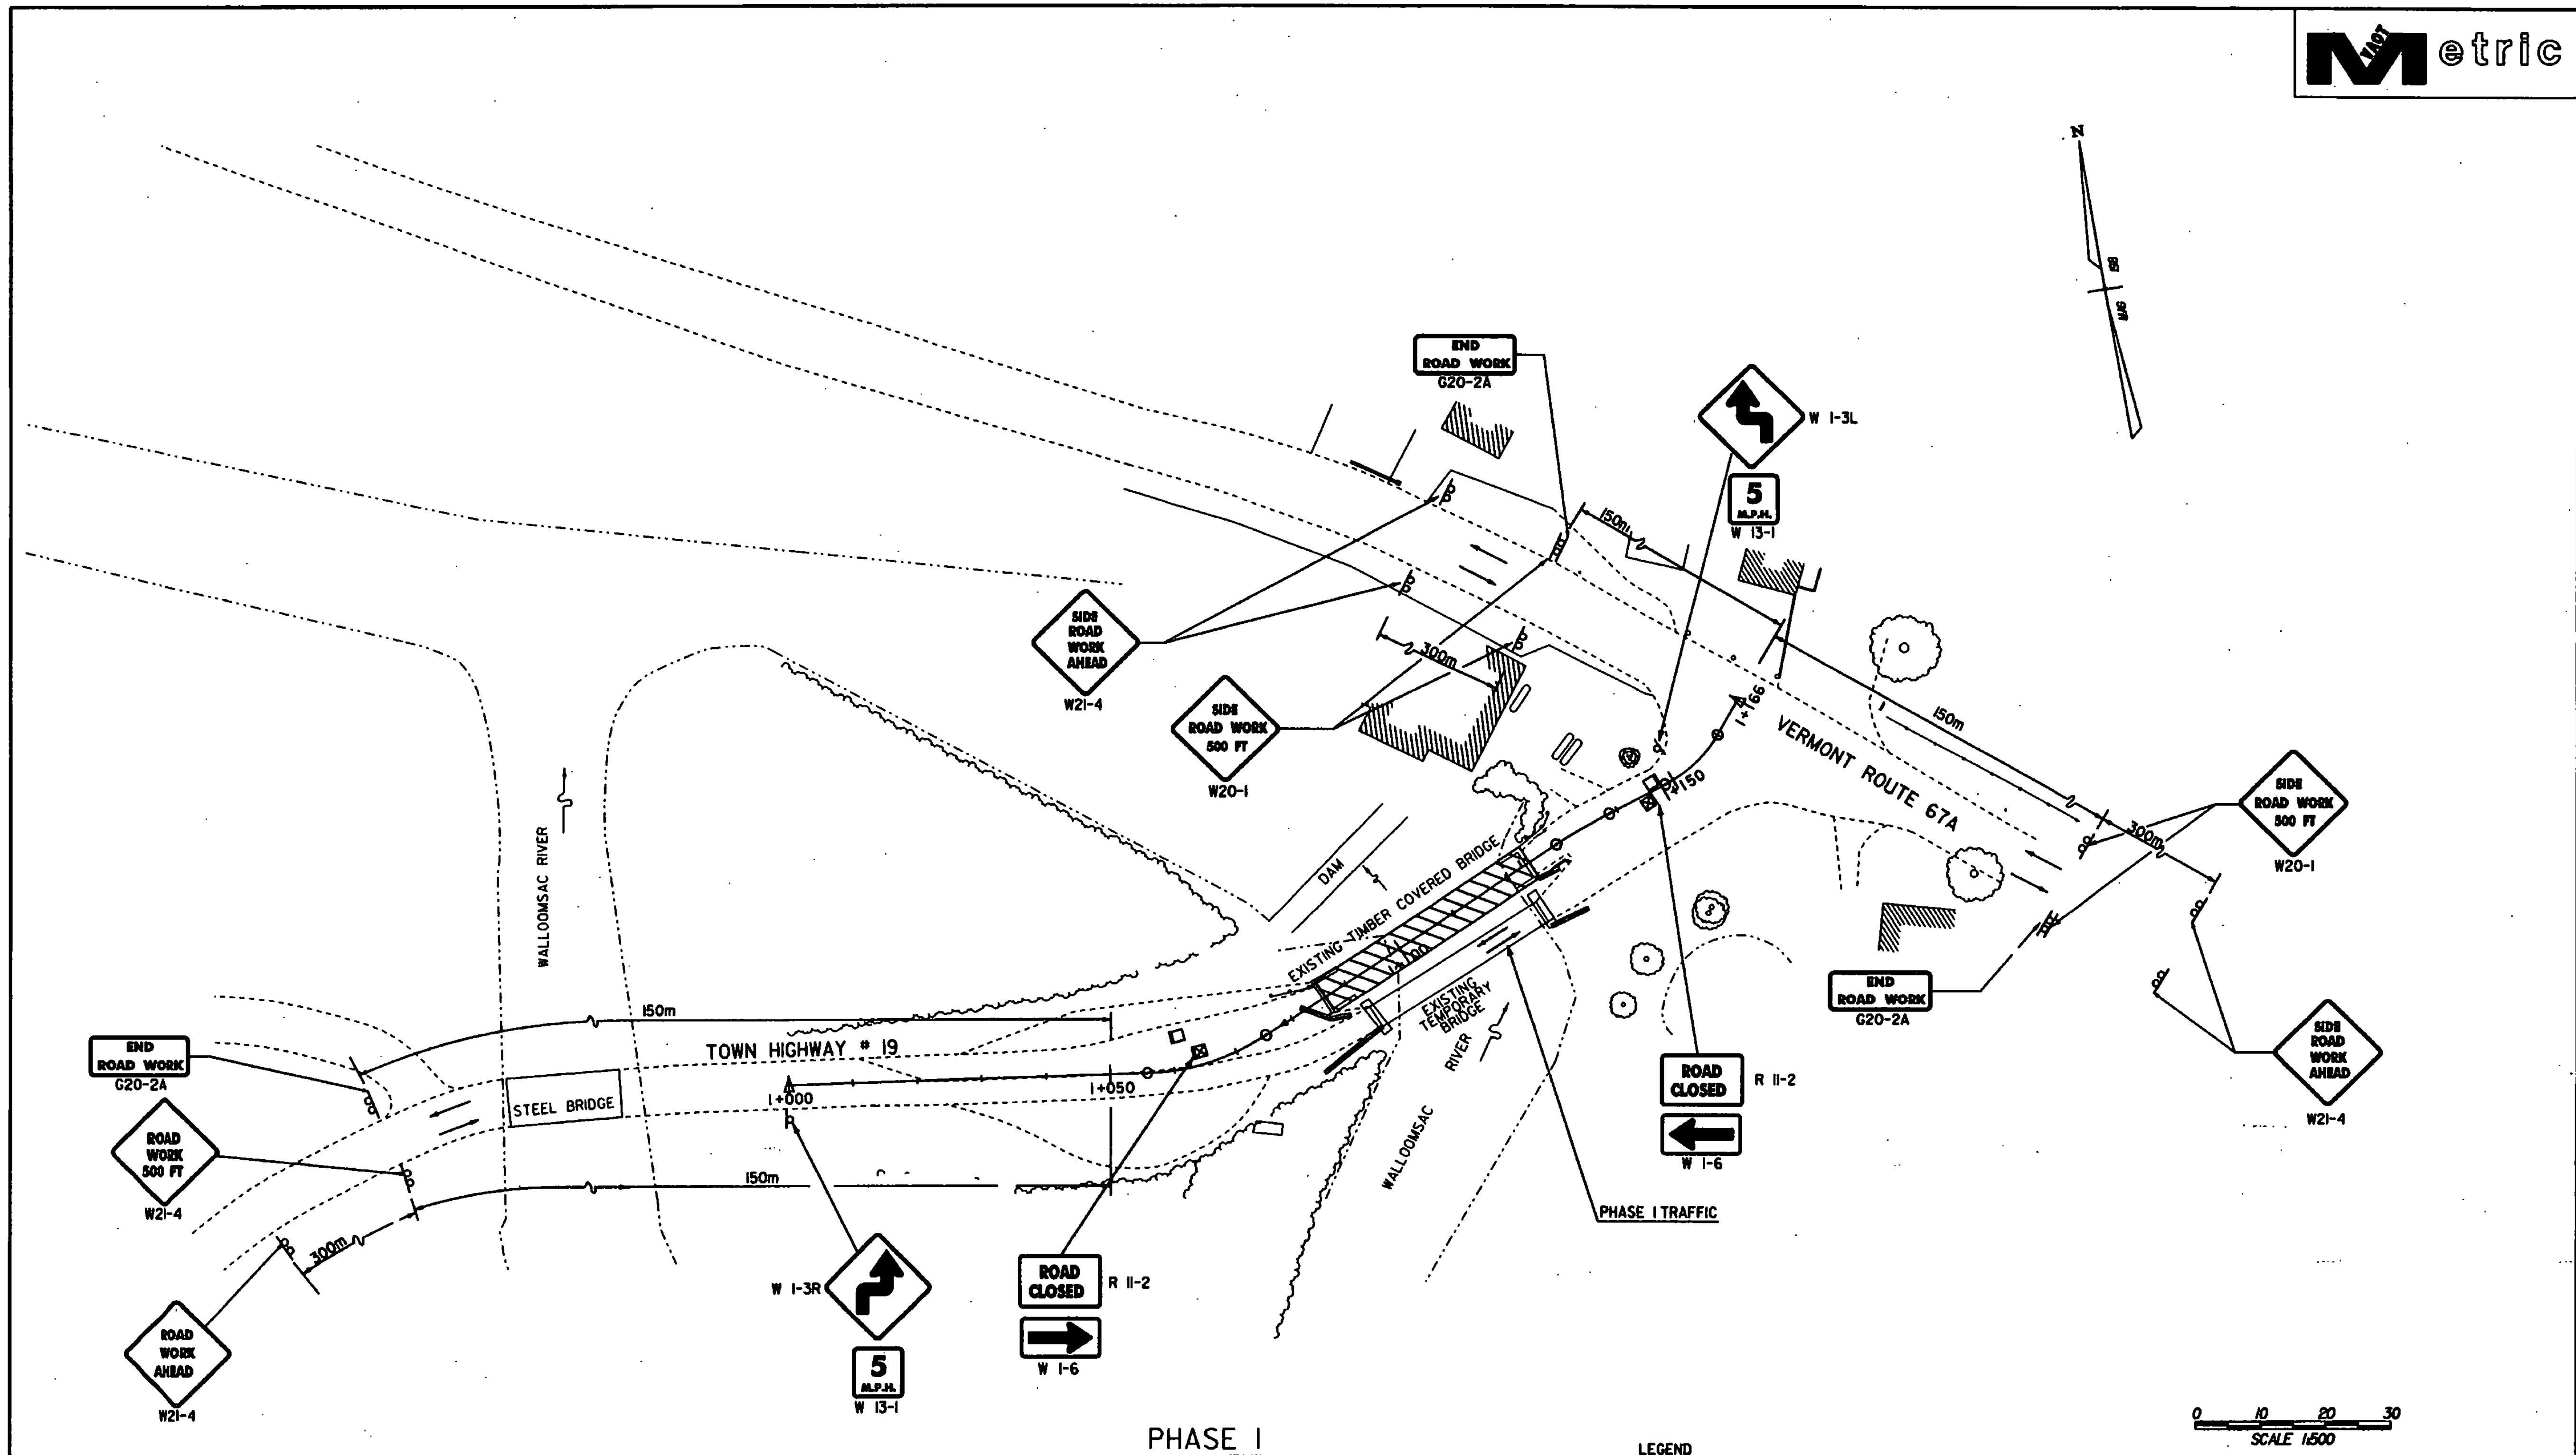 VAOT
Metric
N
198
MAG
END
ROAD WORK
G20-2A
W 1-3L
5
M.P.H.
W 13-1
150m
SIDE
ROAD
WORK
AHEAD
W21-4
300m
SIDE
ROAD WORK
500 FT
W20-1
1+166
VERMONT ROUTE 67A
150m
1+150
300m
SIDE
ROAD WORK
500 FT
W20-1
WALLOOMSAC RIVER
DAM
EXISTING TIMBER COVERED BRIDGE
1+100
EXISTING
TEMPORARY
BRIDGE
WALLOOMSAC RIVER
END
ROAD WORK
G20-2A
SIDE
ROAD
WORK
AHEAD
W21-4
150m
TOWN HIGHWAY # 19
END
ROAD WORK
G20-2A
STEEL BRIDGE
1+000
1+050
ROAD
CLOSED
R 11-2
W 1-6
ROAD
WORK
500 FT
W21-4
150m
300m
PHASE 1 TRAFFIC
W 1-3R
5
M.P.H.
W 13-1
ROAD
CLOSED
R 11-2
W 1-6
ROAD
WORK
AHEAD
W21-4
PHASE 1
LEGEND
0 10 20 30
SCALE 1:500